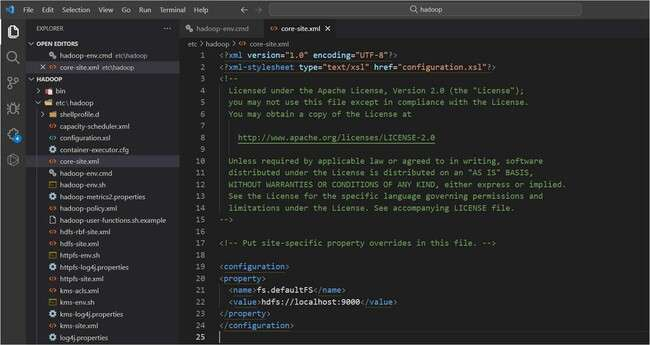 File Edit Selection View Go Run Terminal Help
hadoop
EXPLORER
OPEN EDITORS
hadoop-env.cmd etc\hadoop
core-site.xml etc\hadoop
HADOOP
bin
etc\hadoop
shellprofile.d
capacity-scheduler.xml
configuration.xsl
container-executor.cfg
core-site.xml
hadoop-env.cmd
hadoop-env.sh
hadoop-metrics2.properties
hadoop-policy.xml
hadoop-user-functions.sh.example
hdfs-rbf-site.xml
hdfs-site.xml
httpfs-env.sh
httpfs-log4j.properties
httpfs-site.xml
kms-acls.xml
kms-env.sh
kms-log4j.properties
kms-site.xml
log4j.properties
hadoop-env.cmd
core-site.xml
etc > hadoop > core-site.xml
1 <?xml version="1.0" encoding="UTF-8"?>
2 <?xml-stylesheet type="text/xsl" href="configuration.xsl"?>
3 <!--
4 Licensed under the Apache License, Version 2.0 (the "License");
5 you may not use this file except in compliance with the License.
6 You may obtain a copy of the License at
7
8 http://www.apache.org/licenses/LICENSE-2.0
9
10 Unless required by applicable law or agreed to in writing, software
11 distributed under the License is distributed on an "AS IS" BASIS,
12 WITHOUT WARRANTIES OR CONDITIONS OF ANY KIND, either express or implied.
13 See the License for the specific language governing permissions and
14 limitations under the License. See accompanying LICENSE file.
15 -->
16
17 <!-- Put site-specific property overrides in this file. -->
18
19 <configuration>
20 <property>
21 <name>fs.defaultFS</name>
22 <value>hdfs://localhost:9000</value>
23 </property>
24 </configuration>
25